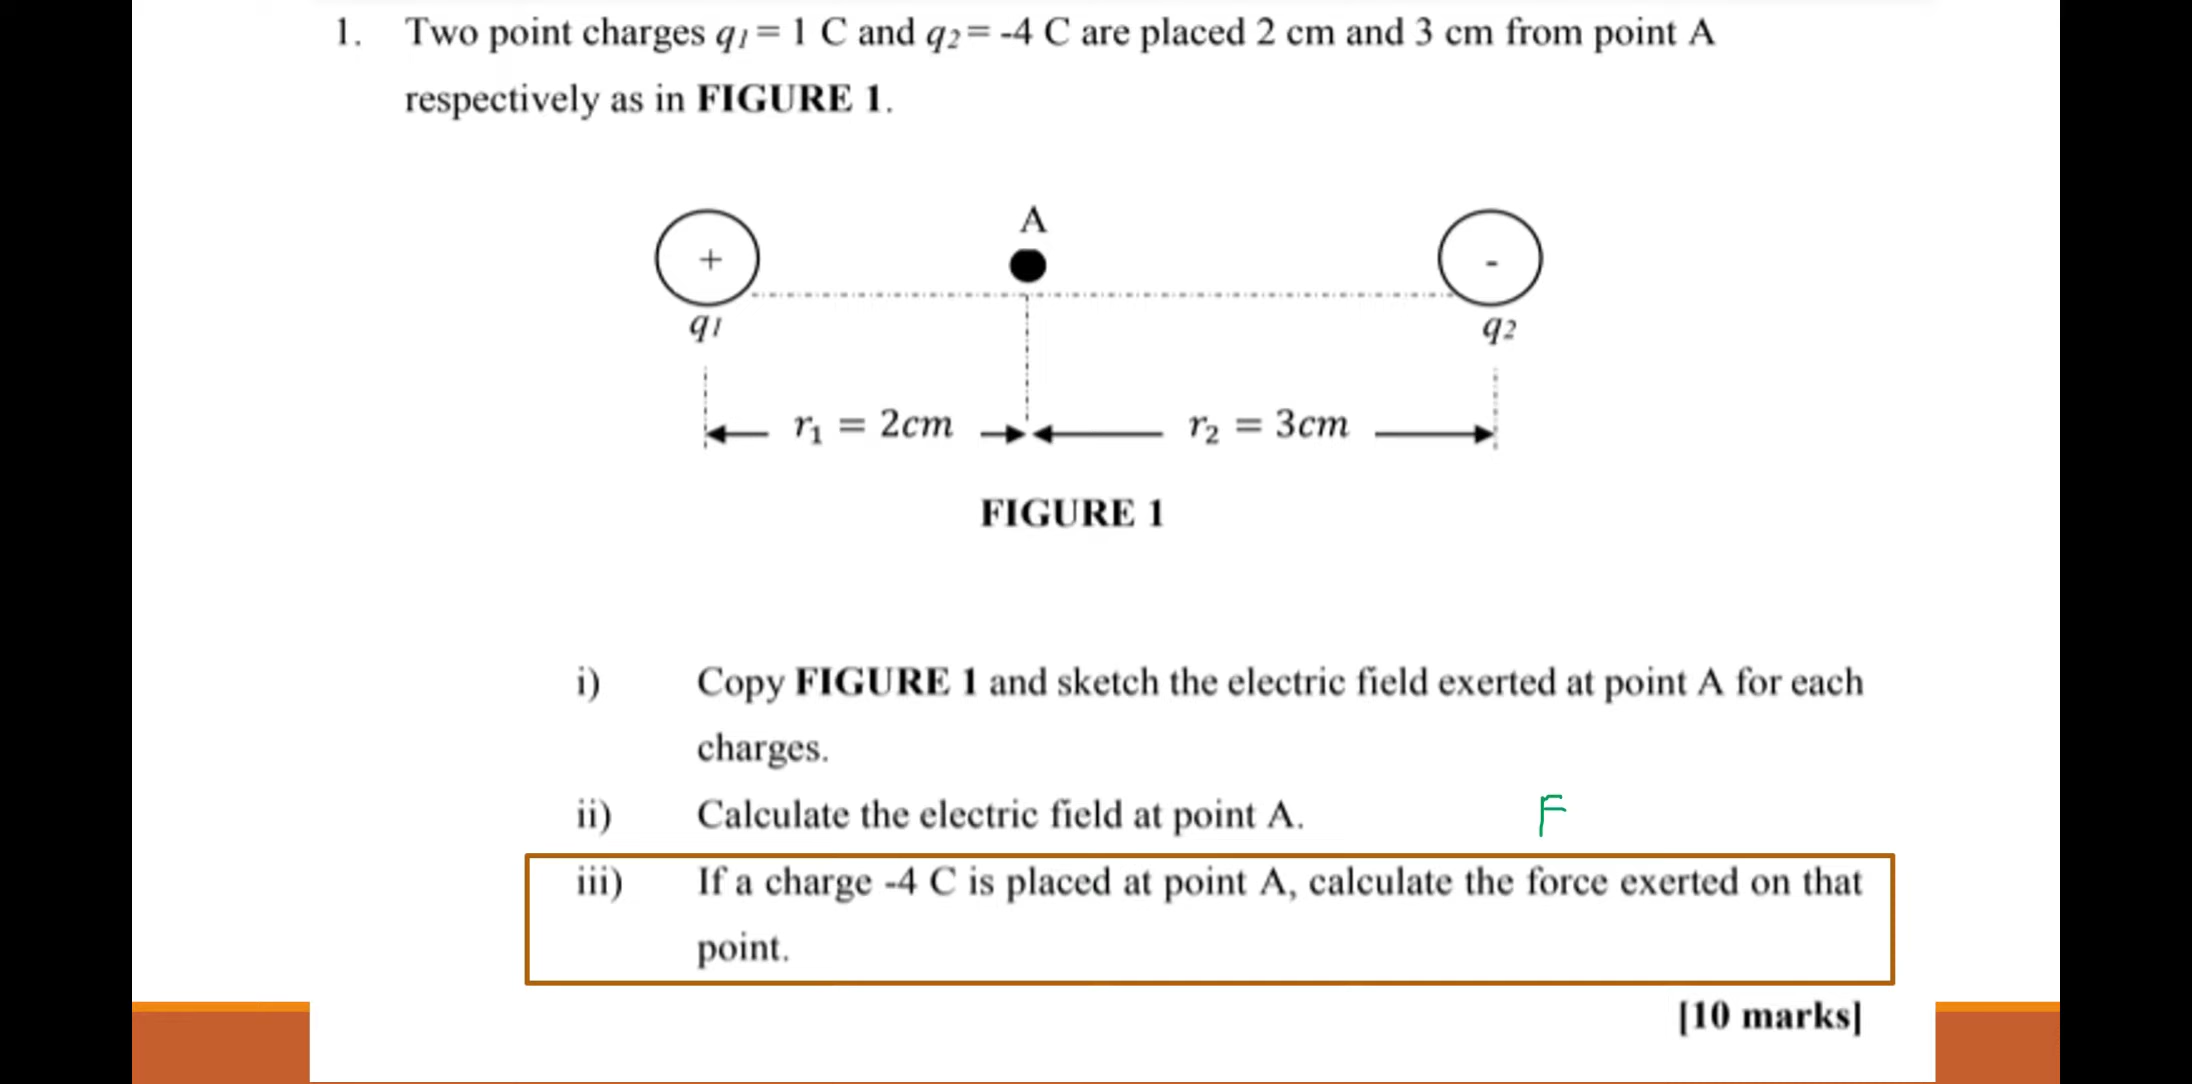 1. Two point charges q1 = 1 C and q2 = -4 C are placed 2 cm and 3 cm from point A
respectively as in FIGURE 1.
A
+
-
q1
q2
r1 = 2cm
r2 = 3cm
FIGURE 1
i) Copy FIGURE 1 and sketch the electric field exerted at point A for each
charges.
ii) Calculate the electric field at point A.
F
iii) If a charge -4 C is placed at point A, calculate the force exerted on that
point.
[10 marks]